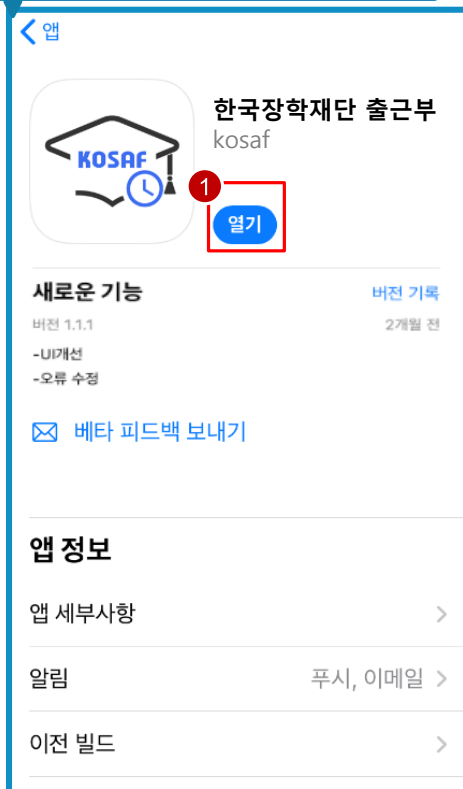 앱
한국장학재단 출근부
kosaf
KOSAF
1
열기
새로운 기능
버전 기록
버전 1.1.1
2개월 전
-UI개선
-오류 수정
베타 피드백 보내기
앱 정보
앱 세부사항
알림
푸시, 이메일
이전 빌드